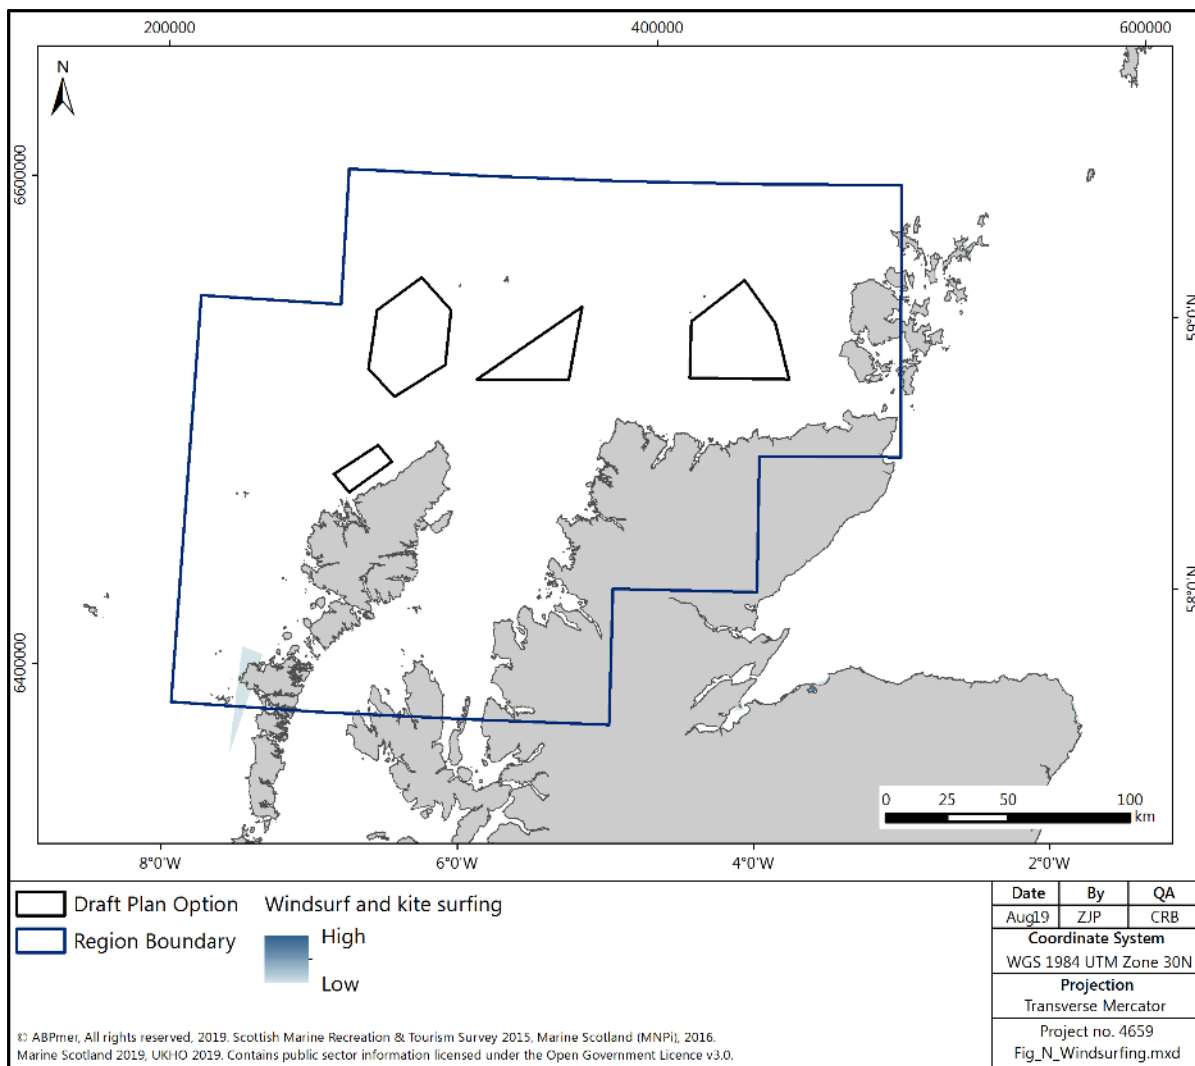 200000 400000 600000
N
6600000
59°0'N
58°0'N
6400000
0 25 50 100
km
8°0'W 6°0'W 4°0'W 2°0'W
Draft Plan Option
Region Boundary
Windsurf and kite surfing
High
Low
Date By QA
Aug19 ZJP CRB
Coordinate System
WGS 1984 UTM Zone 30N
Projection
Transverse Mercator
Project no. 4659
Fig_N_Windsurfing.mxd
© ABPmer, All rights reserved, 2019. Scottish Marine Recreation & Tourism Survey 2015, Marine Scotland (MNPi), 2016.
Marine Scotland 2019, UKHO 2019. Contains public sector information licensed under the Open Government Licence v3.0.